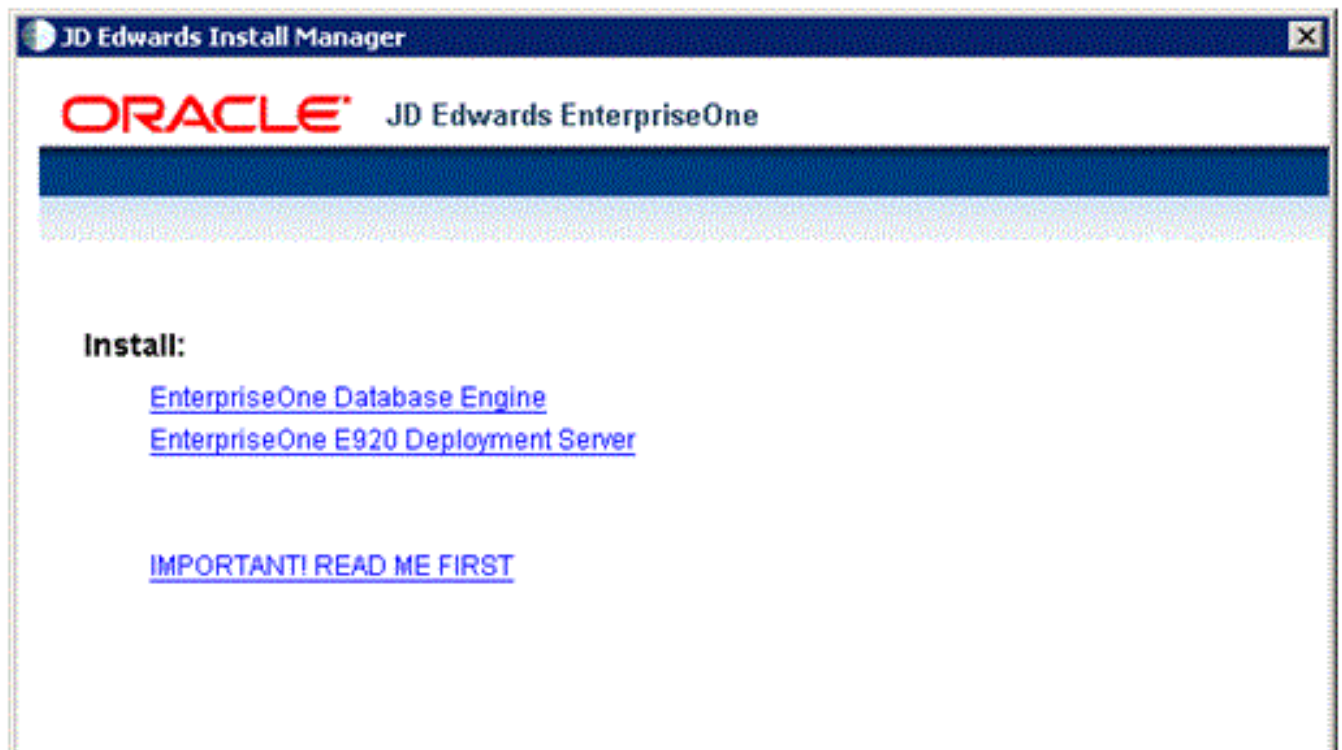 JD Edwards Install Manager
ORACLE JD Edwards EnterpriseOne
Install:
EnterpriseOne Database Engine
EnterpriseOne E920 Deployment Server
IMPORTANT! READ ME FIRST